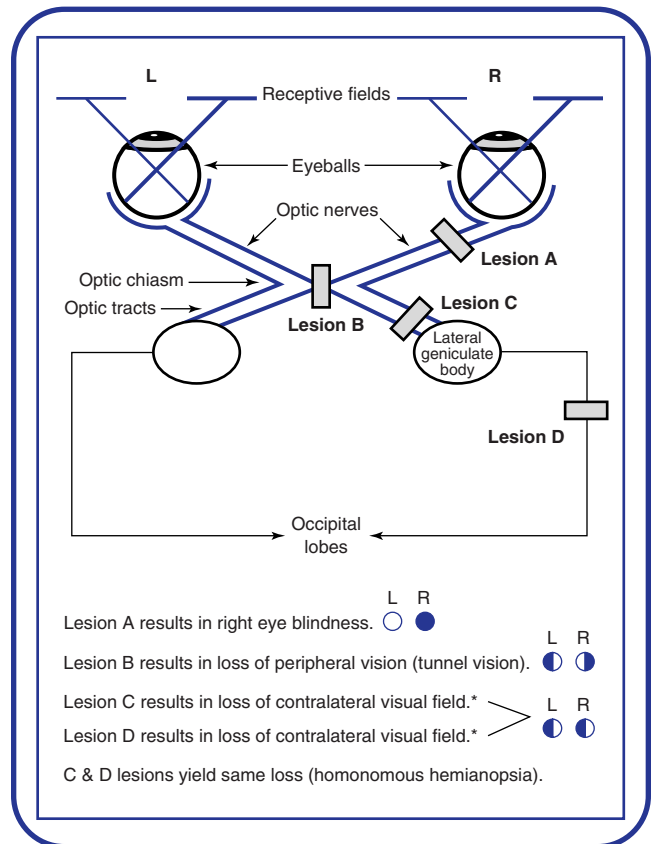 L R
Receptive fields
Eyeballs
Optic nerves
Lesion A
Optic chiasm
Lesion C
Optic tracts
Lesion B
Lateral
geniculate
body
Lesion D
Occipital
lobes
L R
Lesion A results in right eye blindness.
L R
Lesion B results in loss of peripheral vision (tunnel vision).
Lesion C results in loss of contralateral visual field.*
L R
Lesion D results in loss of contralateral visual field.*
C & D lesions yield same loss (homonomous hemianopsia).